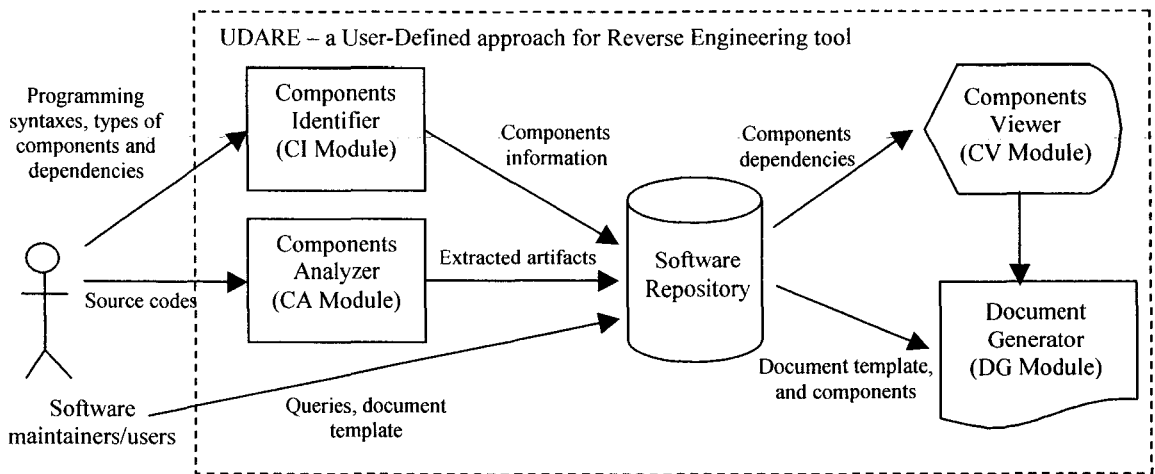 UDARE – a User-Defined approach for Reverse Engineering tool
Programming
syntaxes, types of
components and
dependencies
Components
Identifier
(CI Module)
Components
information
Components
dependencies
Components
Viewer
(CV Module)
Components
Analyzer
(CA Module)
Source codes
Extracted artifacts
Software
Repository
Document
Generator
(DG Module)
Document template,
and components
Software
maintainers/users
Queries, document
template